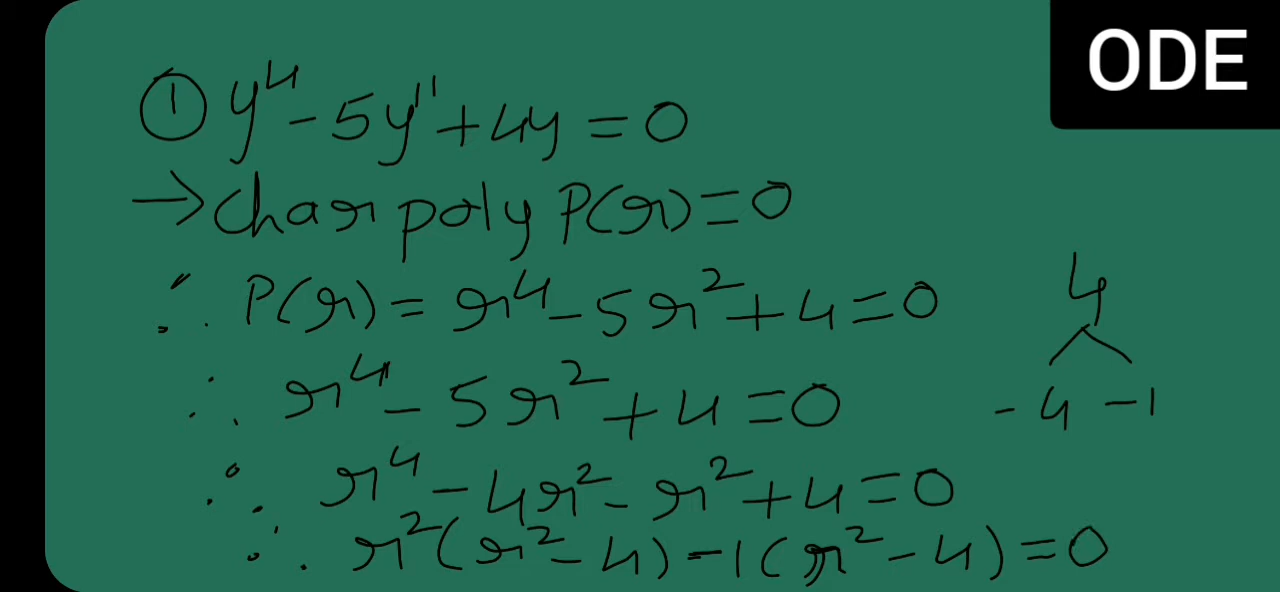 ODE
① y⁴ - 5y'' + 4y = 0
→ Char poly P(r) = 0
∴ P(r) = r⁴ - 5r² + 4 = 0
4
∴ r⁴ - 5r² + 4 = 0
- 4 - 1
∴ r⁴ - 4r² - r² + 4 = 0
∴ r²(r² - 4) - 1(r² - 4) = 0